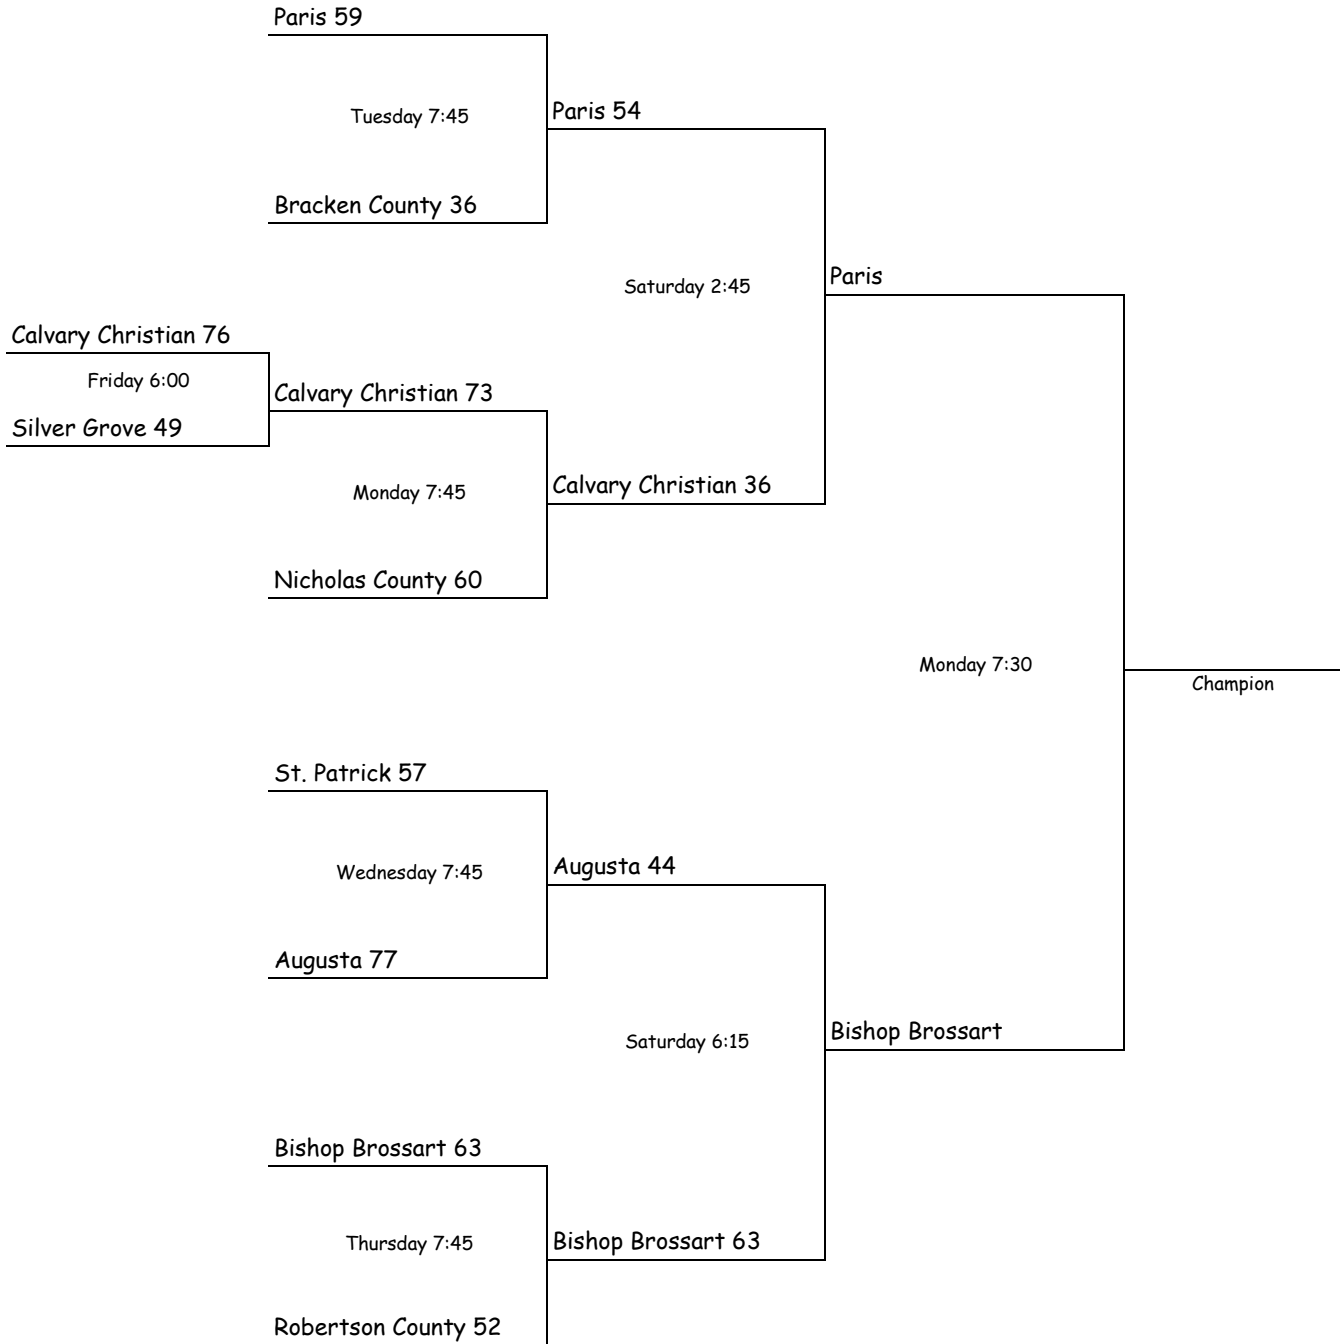 Paris 59
Tuesday 7:45
Paris 54
Bracken County 36
Saturday 2:45
Paris
Calvary Christian 76
Friday 6:00
Calvary Christian 73
Silver Grove 49
Monday 7:45
Calvary Christian 36
Nicholas County 60
Monday 7:30
Champion
St. Patrick 57
Wednesday 7:45
Augusta 44
Augusta 77
Saturday 6:15
Bishop Brossart
Bishop Brossart 63
Thursday 7:45
Bishop Brossart 63
Robertson County 52